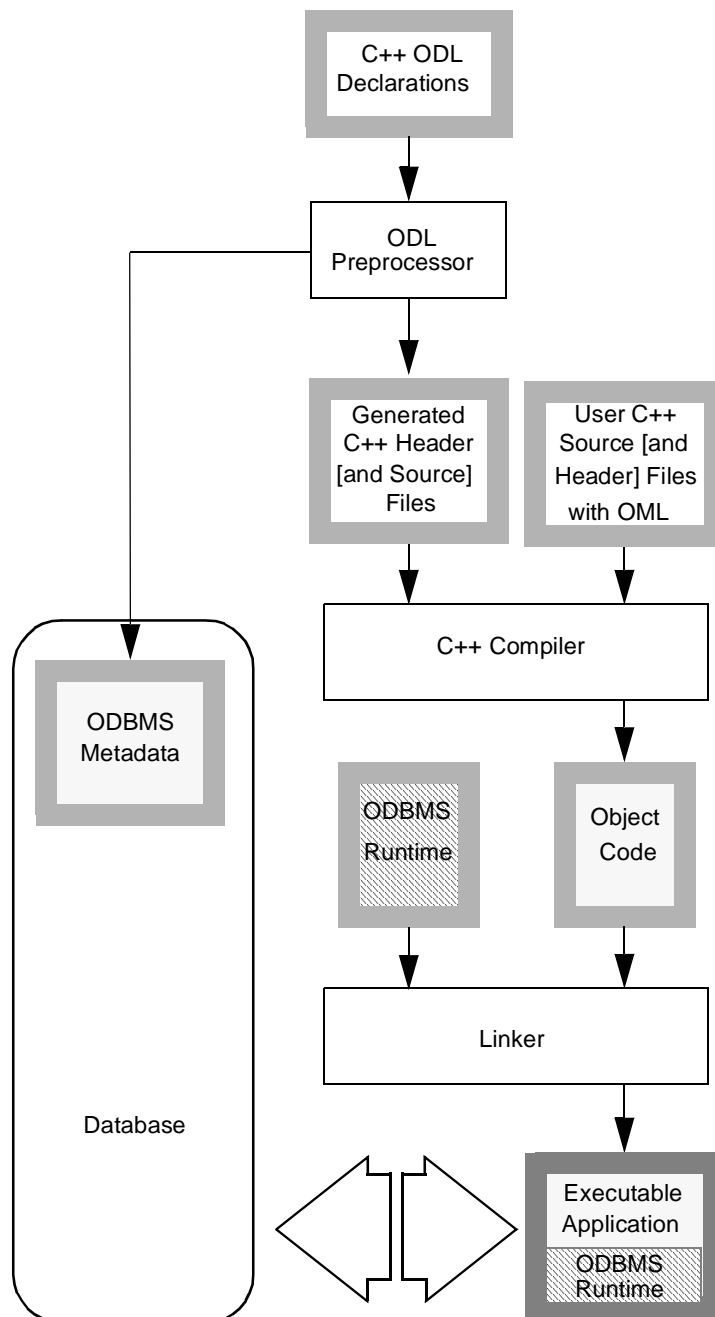 C++ ODL
Declarations
ODL
Preprocessor
Generated
C++ Header
[and Source]
Files
User C++
Source [and
Header] Files
with OML
C++ Compiler
ODBMS
Metadata
ODBMS
Runtime
Object
Code
Linker
Database
Executable
Application
ODBMS
Runtime